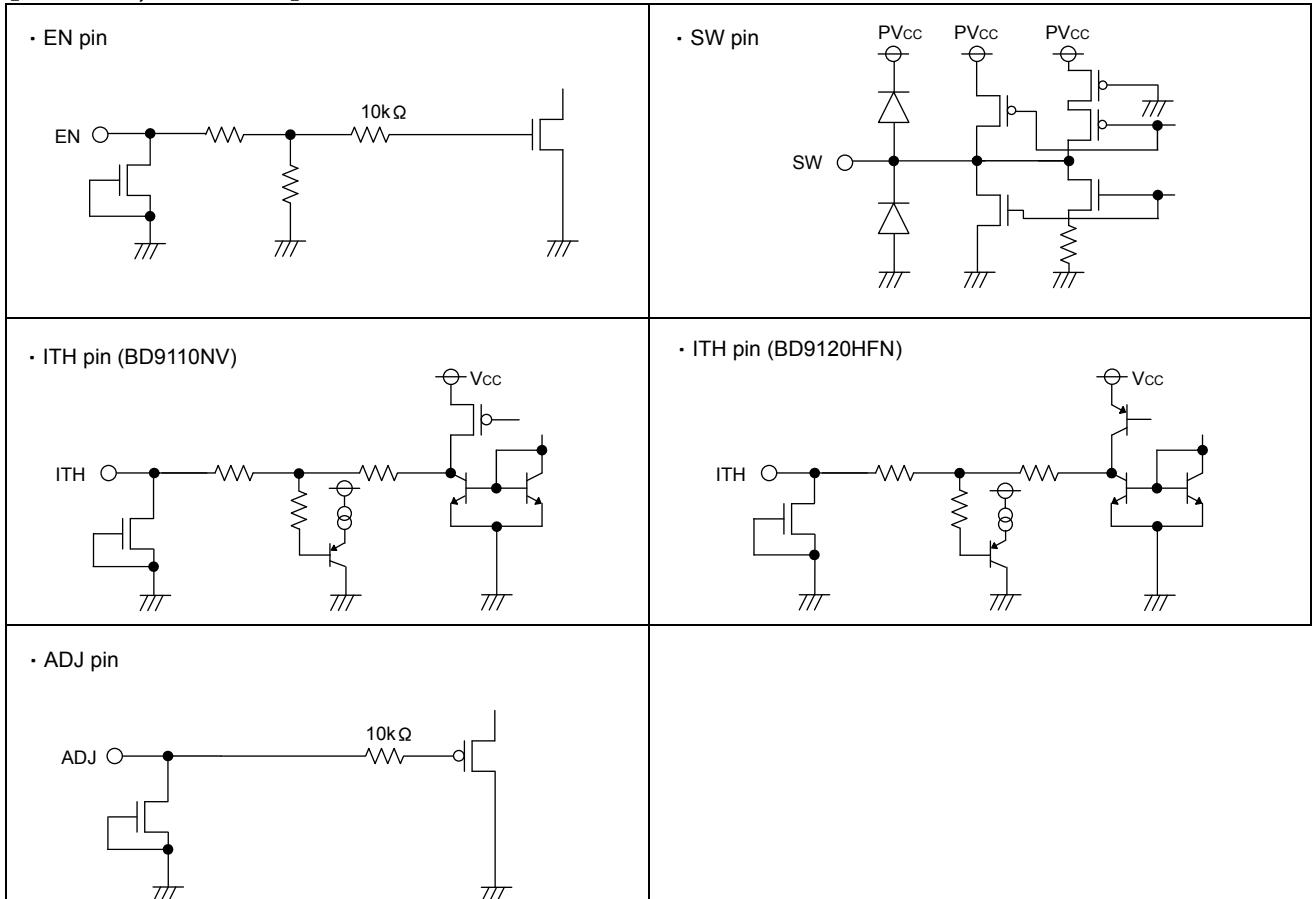 ・EN pin
10kΩ
EN
・SW pin
PVCC PVCC PVCC
SW
・ITH pin (BD9110NV)
VCC
ITH
・ITH pin (BD9120HFN)
VCC
ITH
・ADJ pin
10kΩ
ADJ